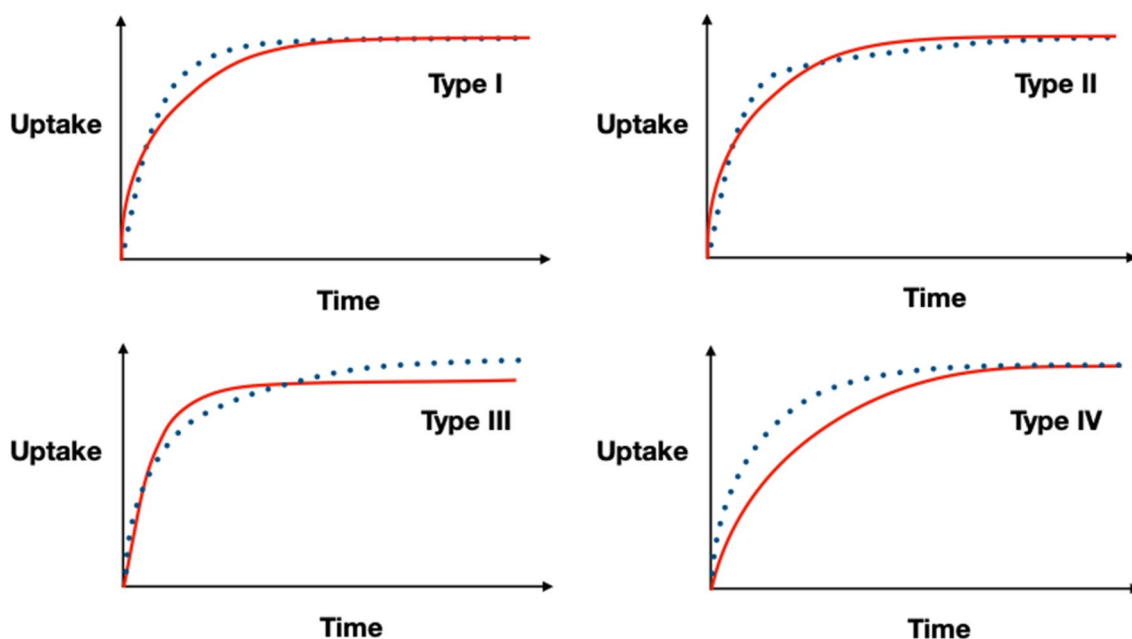 Type I
Uptake
Time
Type II
Uptake
Time
Type III
Uptake
Time
Type IV
Uptake
Time